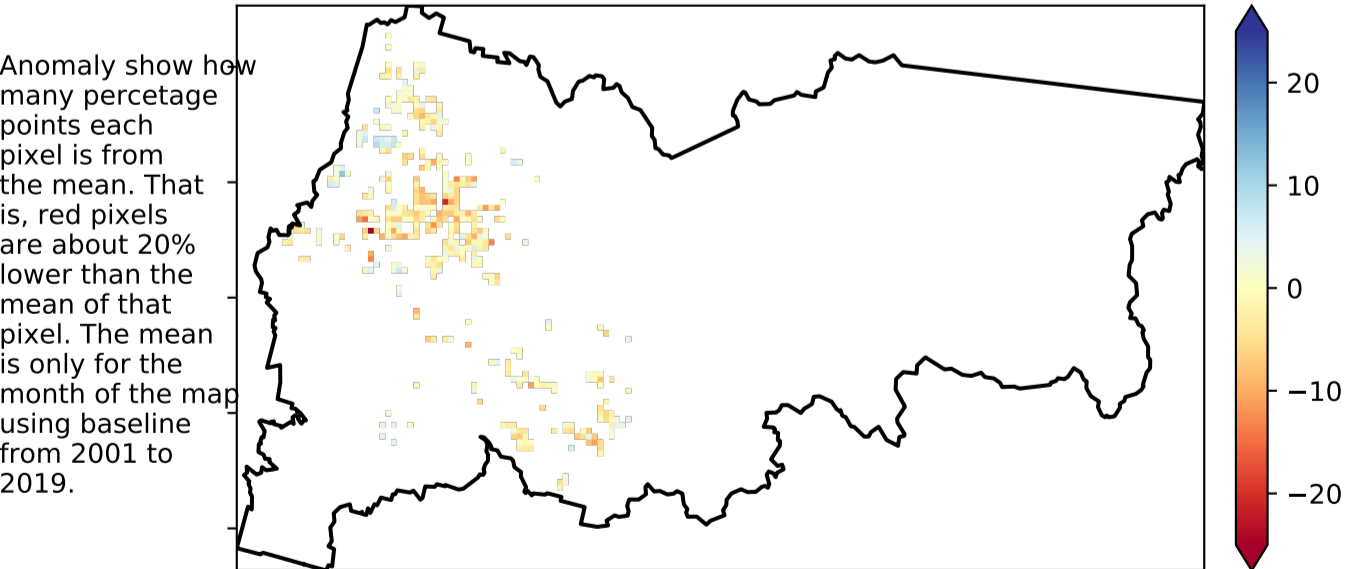 Anomaly show how
many percetage
points each
pixel is from
the mean. That
is, red pixels
are about 20%
lower than the
mean of that
pixel. The mean
is only for the
month of the map
using baseline
from 2001 to
2019.
20
10
0
−10
−20